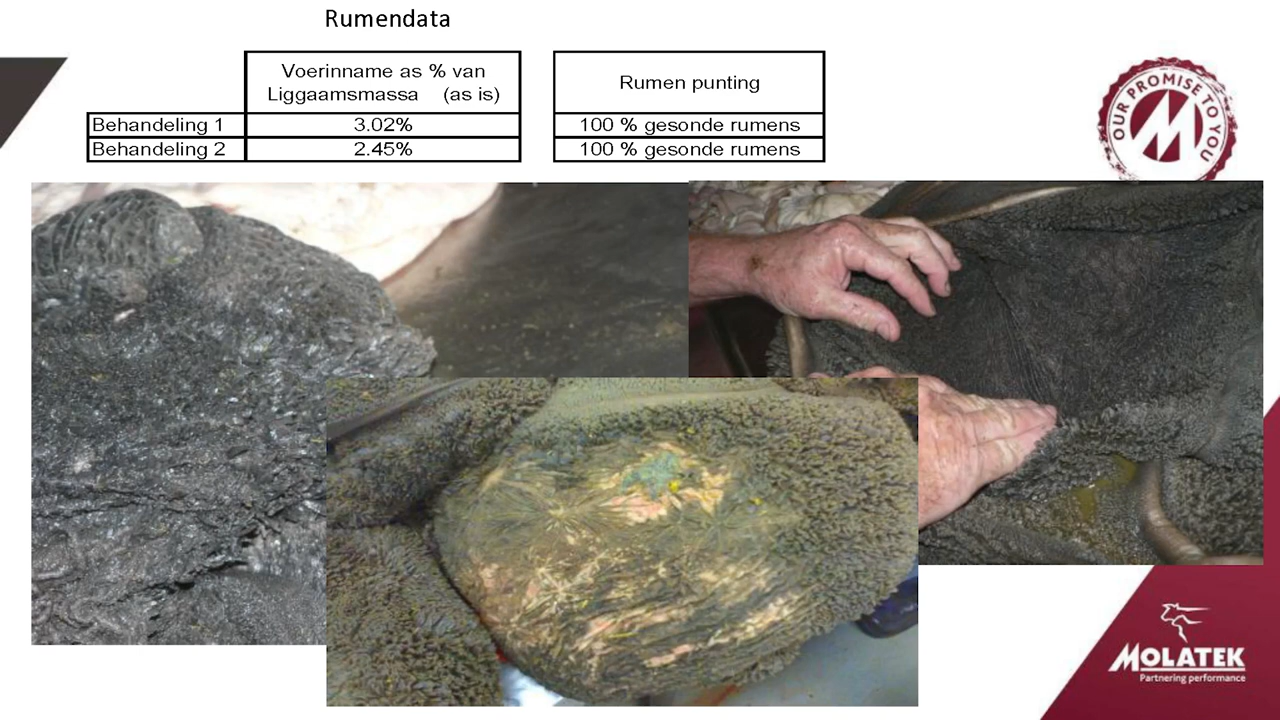 Rumendata
Voerinname as % van
Liggaamsmassa (as is)
Rumen punting
Behandeling 1 3.02% 100 % gesonde rumens
Behandeling 2 2.45% 100 % gesonde rumens
OUR PROMISE TO YOU
MOLATEK
Partnering performance